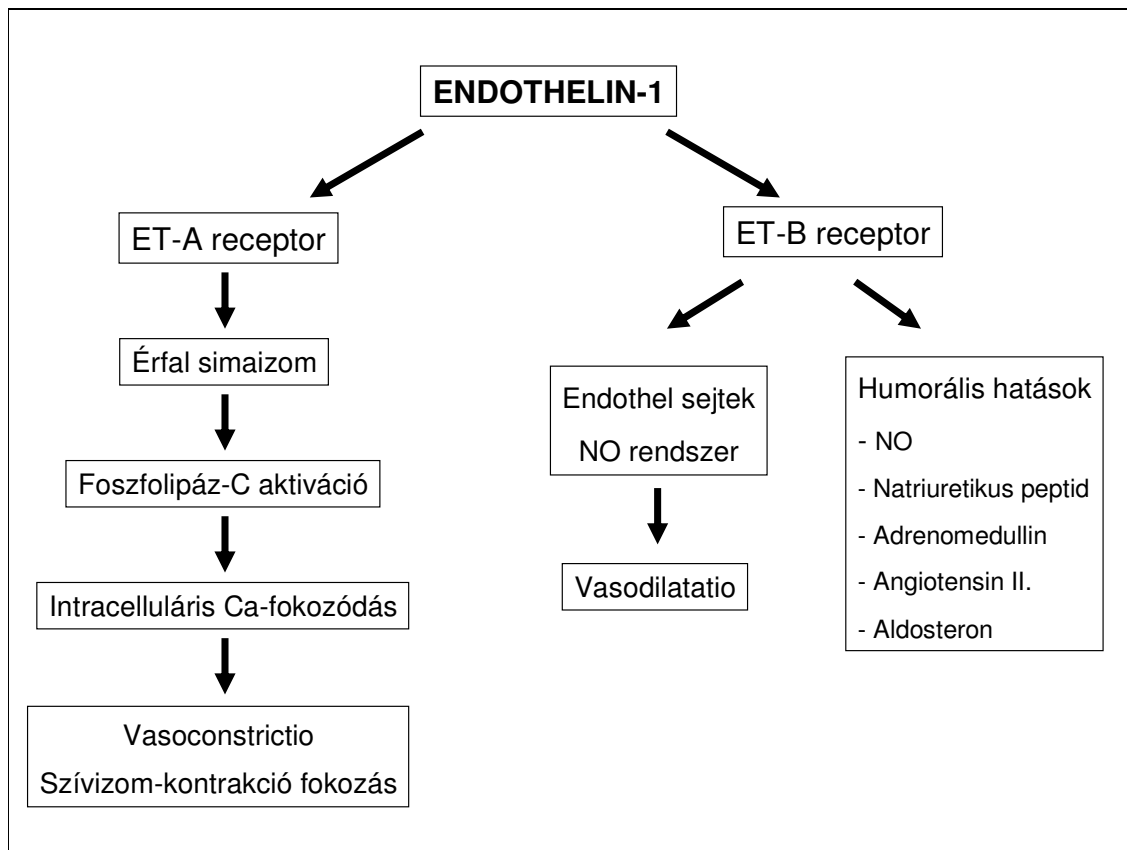 ENDOTHELIN-1
ET-A receptor
Érfal simaizom
Foszfolipáz-C aktiváció
Intracelluláris Ca-fokozódás
Vasoconstrictio
Szívizom-kontrakció fokozás
ET-B receptor
Endothel sejtek
NO rendszer
Vasodilatatio
Humorális hatások
- NO
- Natriuretikus peptid
- Adrenomedullin
- Angiotensin II.
- Aldosteron